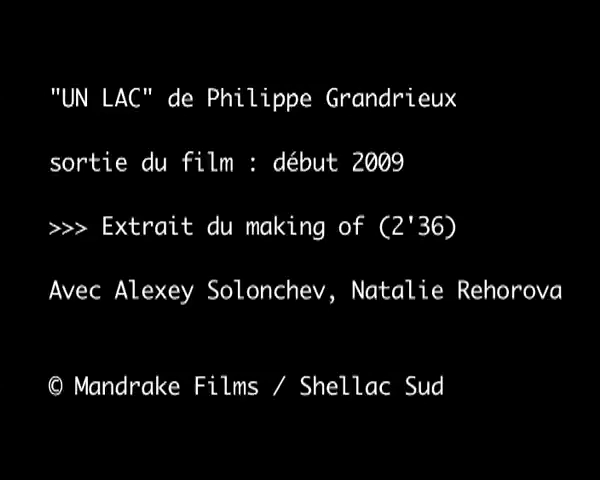 "UN LAC" de Philippe Grandrieux
sortie du film : début 2009
>>> Extrait du making of (2'36)
Avec Alexey Solonchev, Natalie Rehorova
© Mandrake Films / Shellac Sud